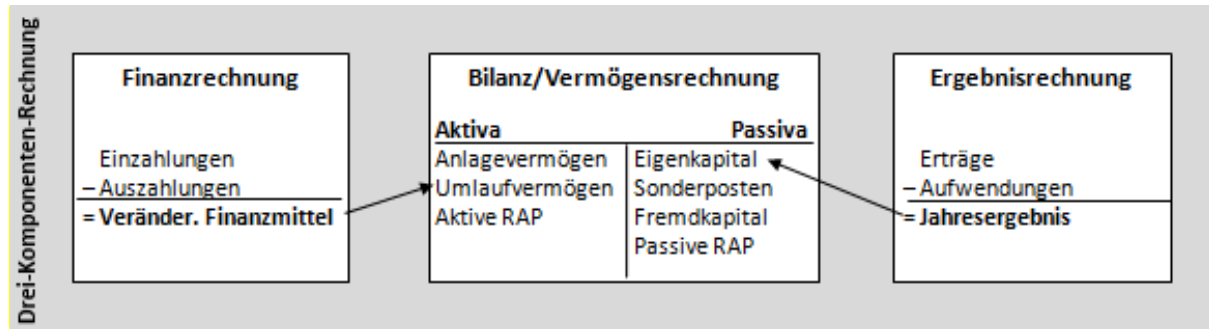 Drei-Komponenten-Rechnung
Finanzrechnung
Einzahlungen
– Auszahlungen
= Veränder. Finanzmittel
Bilanz/Vermögensrechnung
Aktiva Passiva
Anlagevermögen Eigenkapital
Umlaufvermögen Sonderposten
Aktive RAP Fremdkapital
Passive RAP
Ergebnisrechnung
Erträge
– Aufwendungen
= Jahresergebnis